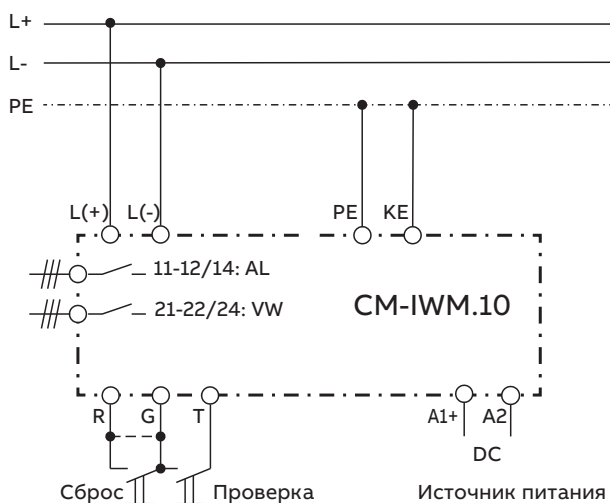 L+
L-
PE
L(+) L(-) PE KE
11-12/14: AL
21-22/24: VW
CM-IWM.10
R G T A1+ A2
DC
Сброс Проверка Источник питания